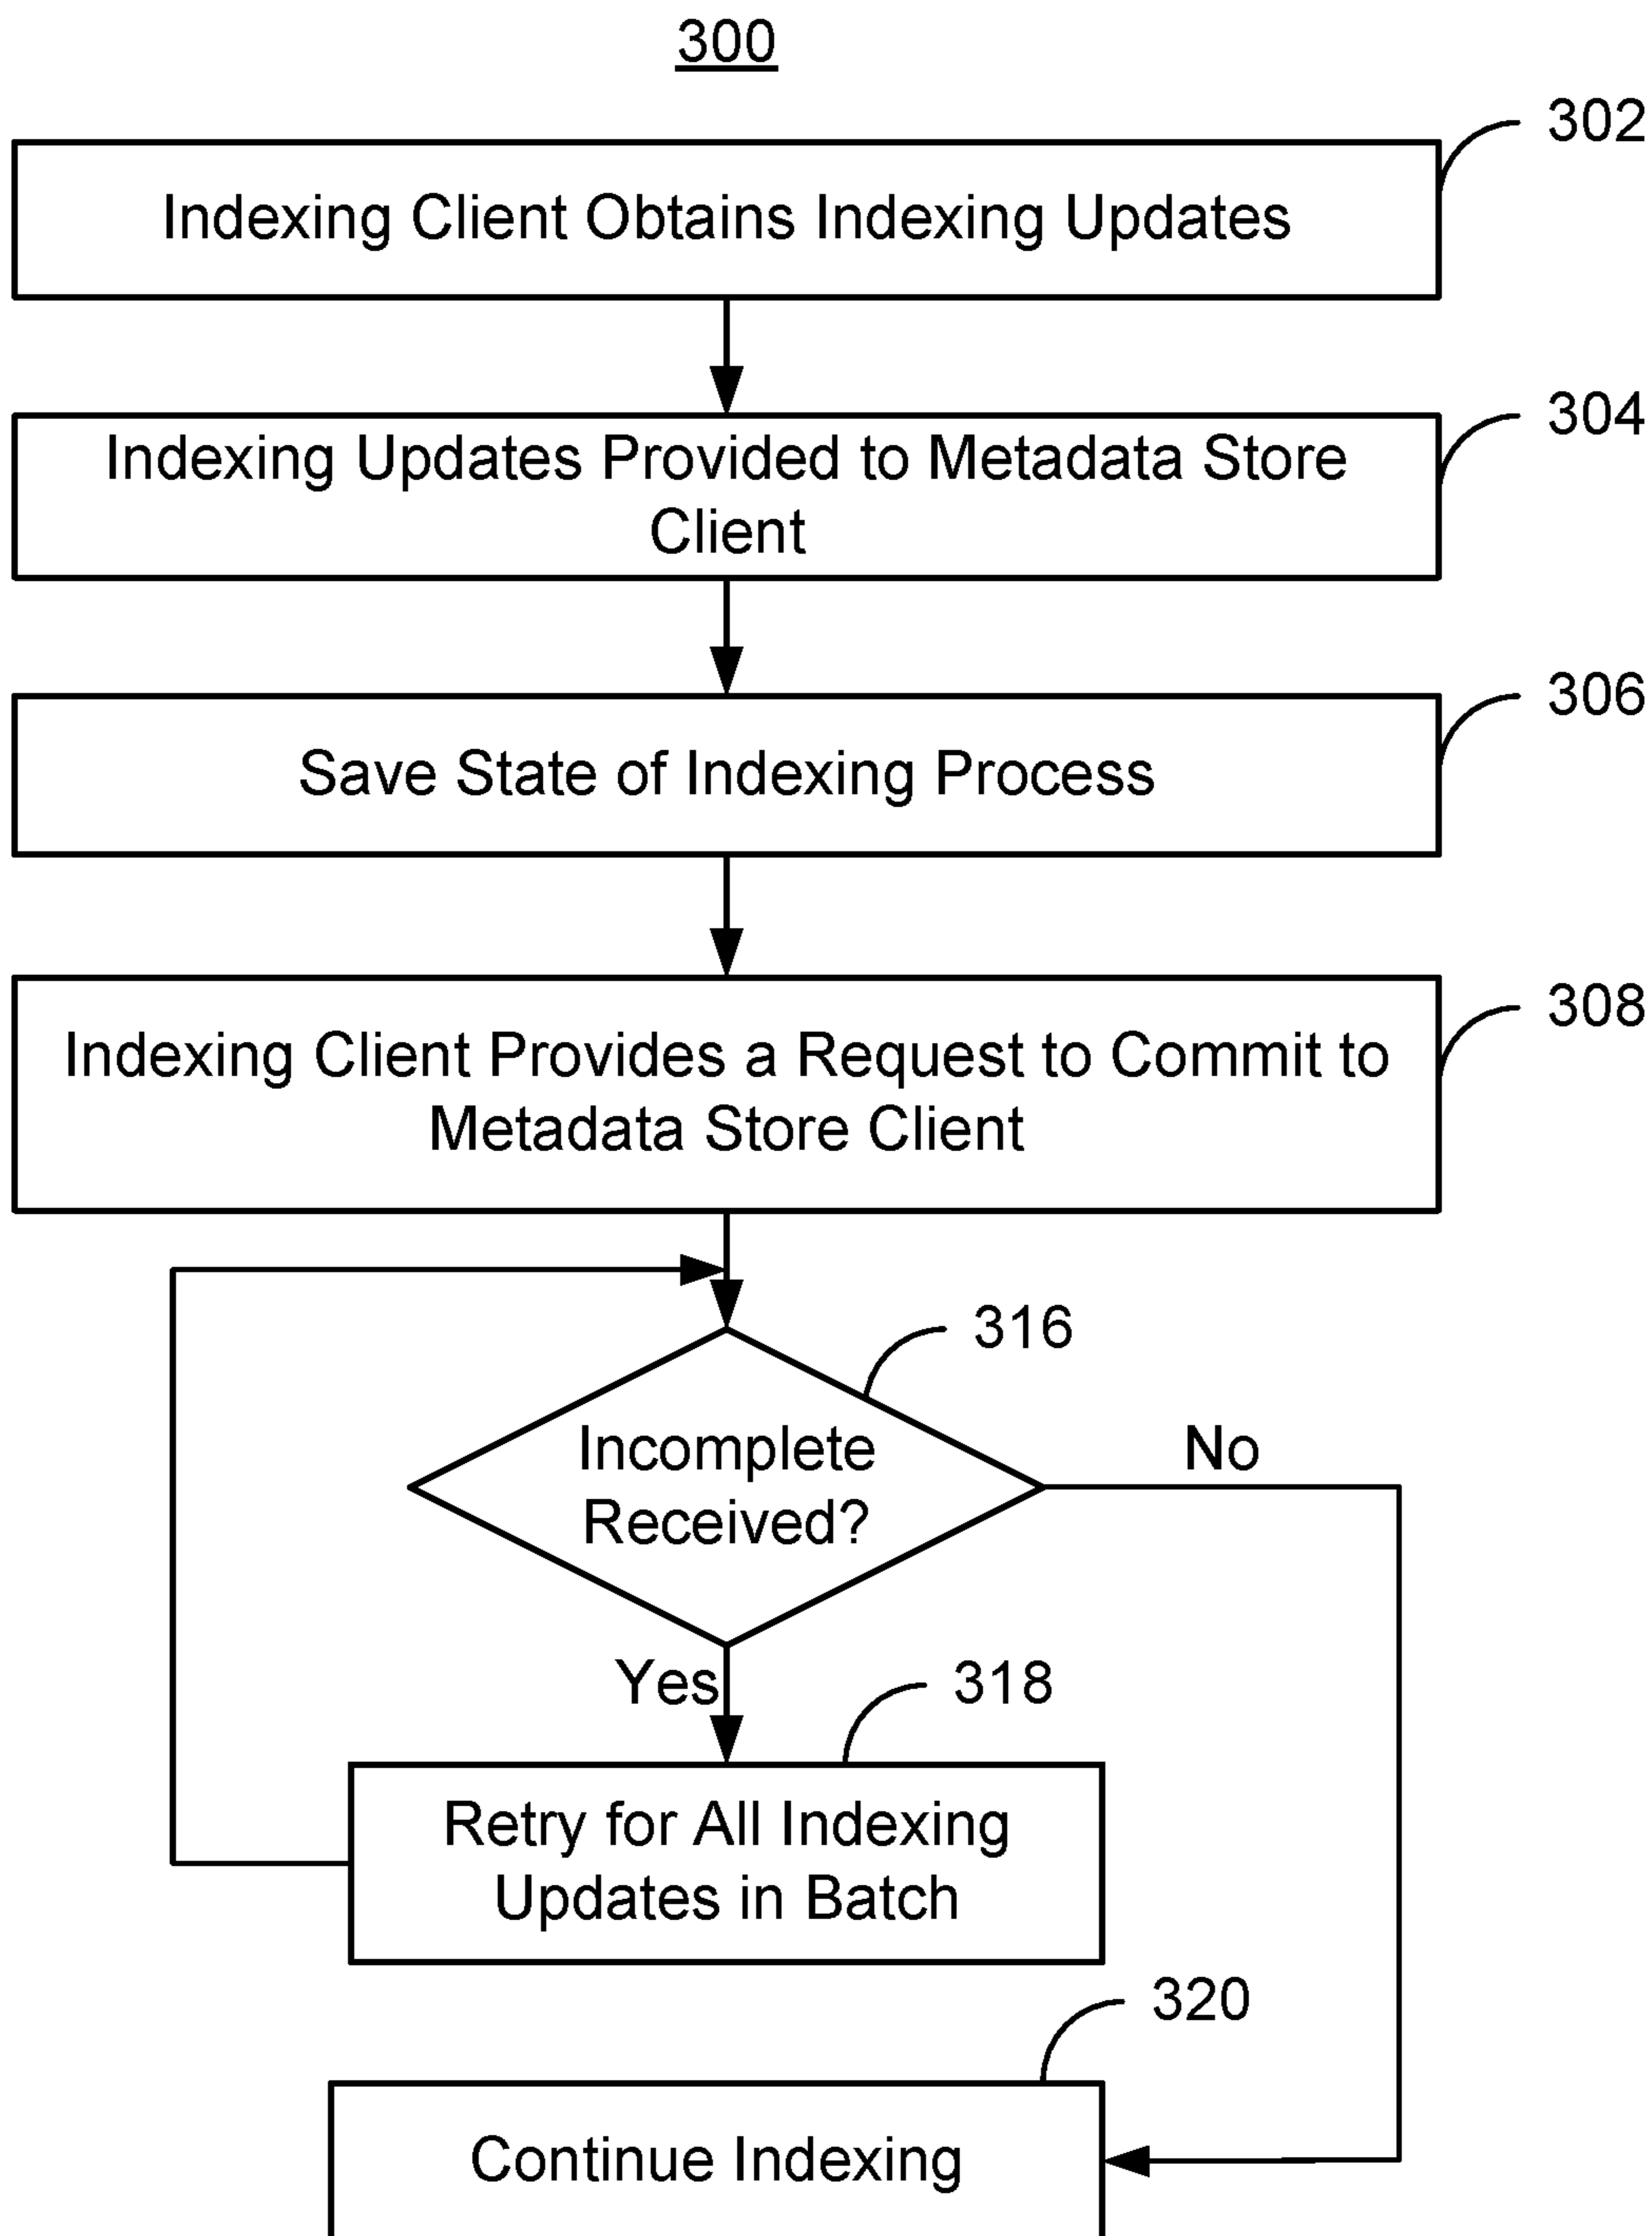 300
302
Indexing Client Obtains Indexing Updates
304
Indexing Updates Provided to Metadata Store
Client
306
Save State of Indexing Process
308
Indexing Client Provides a Request to Commit to
Metadata Store Client
316
Incomplete
Received?
No
Yes
318
Retry for All Indexing
Updates in Batch
320
Continue Indexing